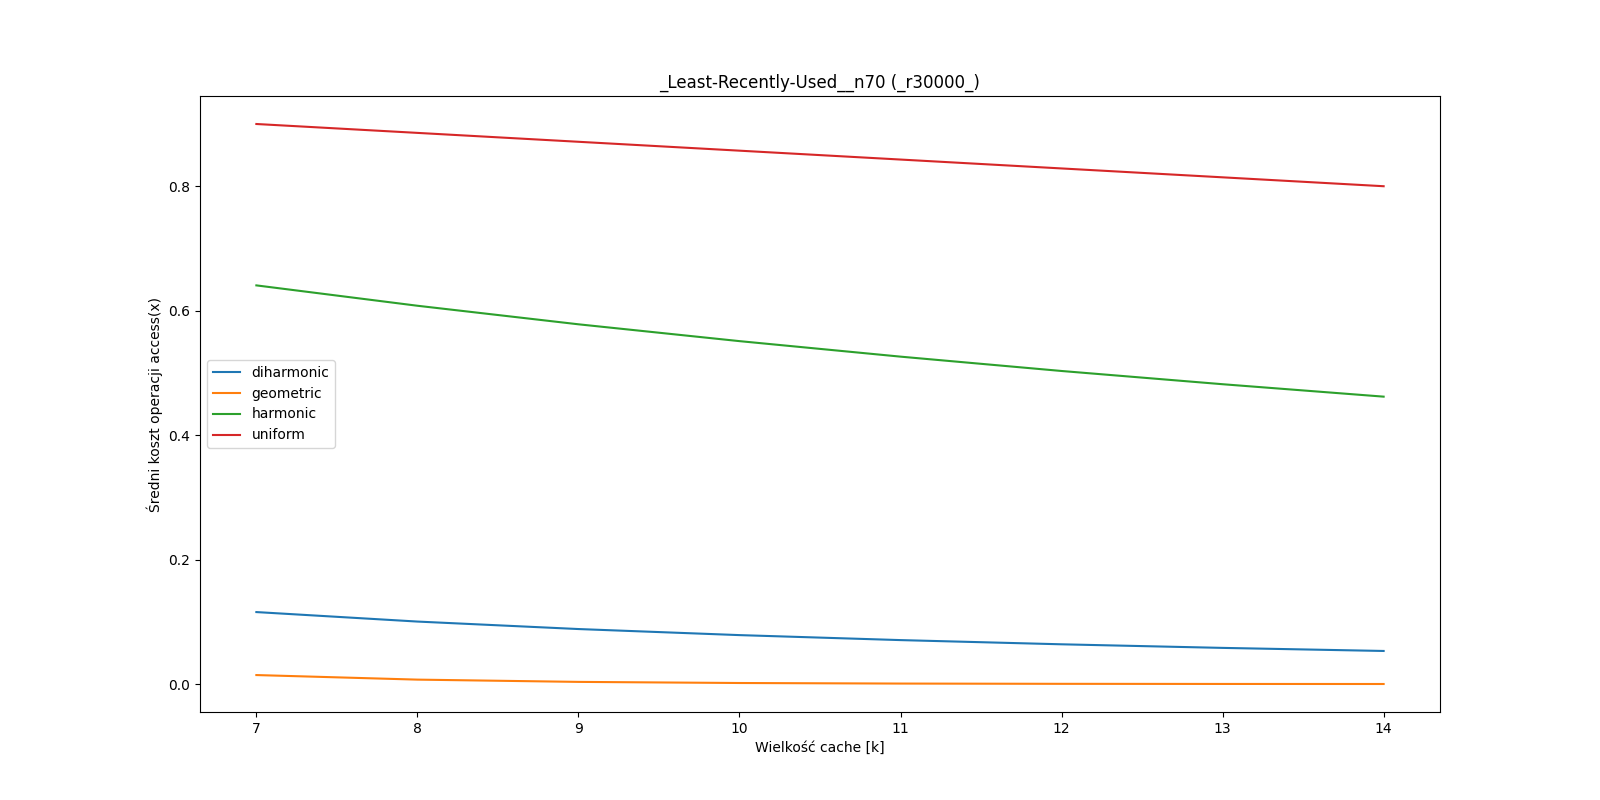 _Least-Recently-Used__n70 (_r30000_)
Średni koszt operacji access(x)
0.8
0.6
0.4
0.2
0.0
diharmonic
geometric
harmonic
uniform
7 8 9 10 11 12 13 14
Wielkość cache [k]